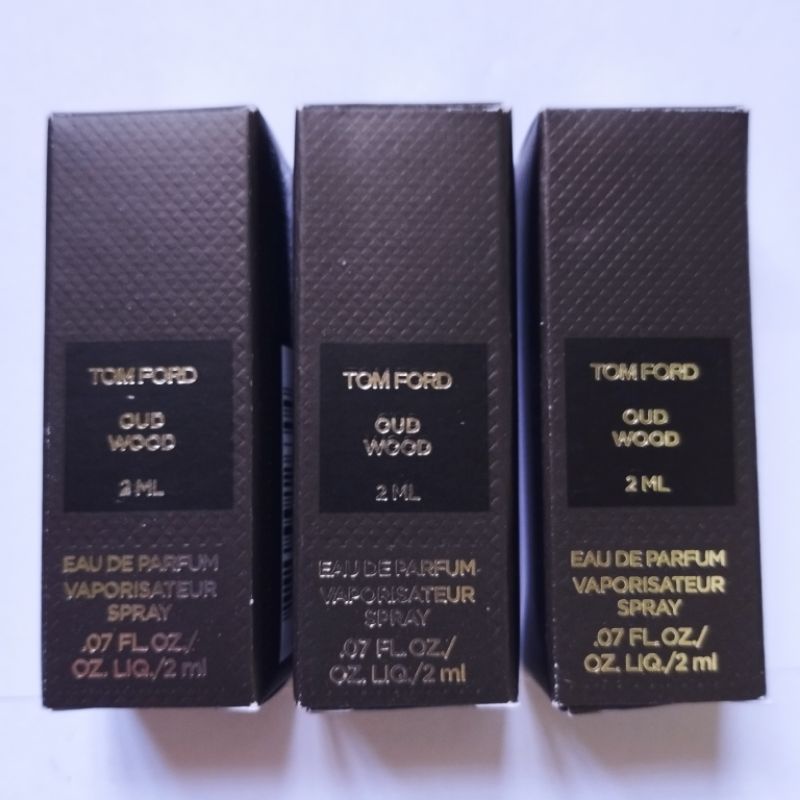 TOM FORD
OUD
WOOD
2 ML
EAU DE PARFUM
VAPORISATEUR
SPRAY
.07 FL. OZ./
OZ. LIQ./2 ml
TOM FORD
OUD
WOOD
2 ML
EAU DE PARFUM
VAPORISATEUR
SPRAY
.07 FL. OZ./
OZ. LIQ./2 ml
TOM FORD
OUD
WOOD
2 ML
EAU DE PARFUM
VAPORISATEUR
SPRAY
.07 FL. OZ./
OZ. LIQ./2 ml